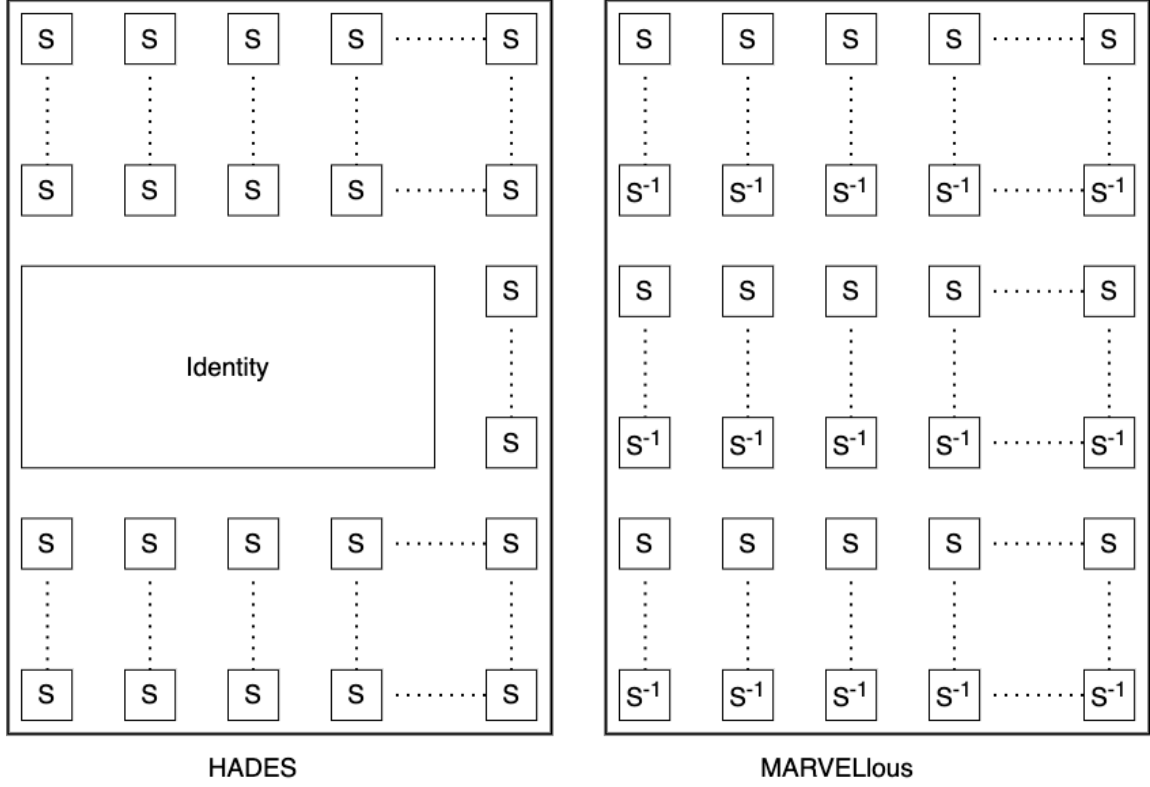 S S S S S S S S S S
S S S S S S⁻¹ S⁻¹ S⁻¹ S⁻¹ S⁻¹
S S S S S S
Identity
S S⁻¹ S⁻¹ S⁻¹ S⁻¹ S⁻¹
S S S S S S S S S S
S S S S S S⁻¹ S⁻¹ S⁻¹ S⁻¹ S⁻¹
HADES MARVELlous